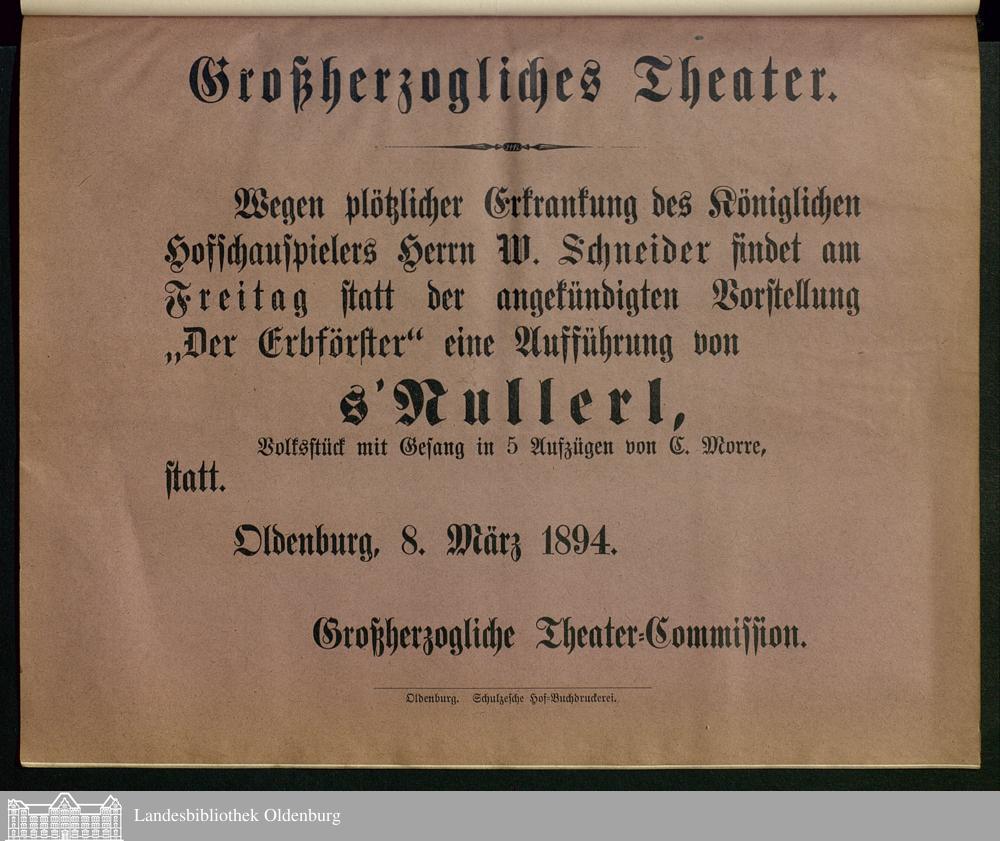 Großherzogliches Theater.
Wegen plötzlicher Erkrankung des Königlichen
Hofschauspielers Herrn W. Schneider findet am
Freitag statt der angekündigten Vorstellung
„Der Erbförster“ eine Aufführung von
s'Nullerl,
Volksstück mit Gesang in 5 Aufzügen von C. Morre,
statt.
Oldenburg, 8. März 1894.
Großherzogliche Theater-Commission.
Oldenburg. Schulzesche Hof-Buchdruckerei.
Landesbibliothek Oldenburg